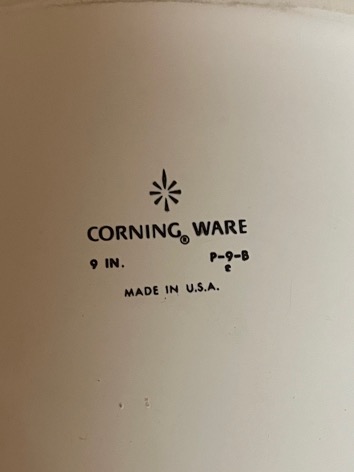 CORNING® WARE
9 IN. P-9-B
e
MADE IN U.S.A.